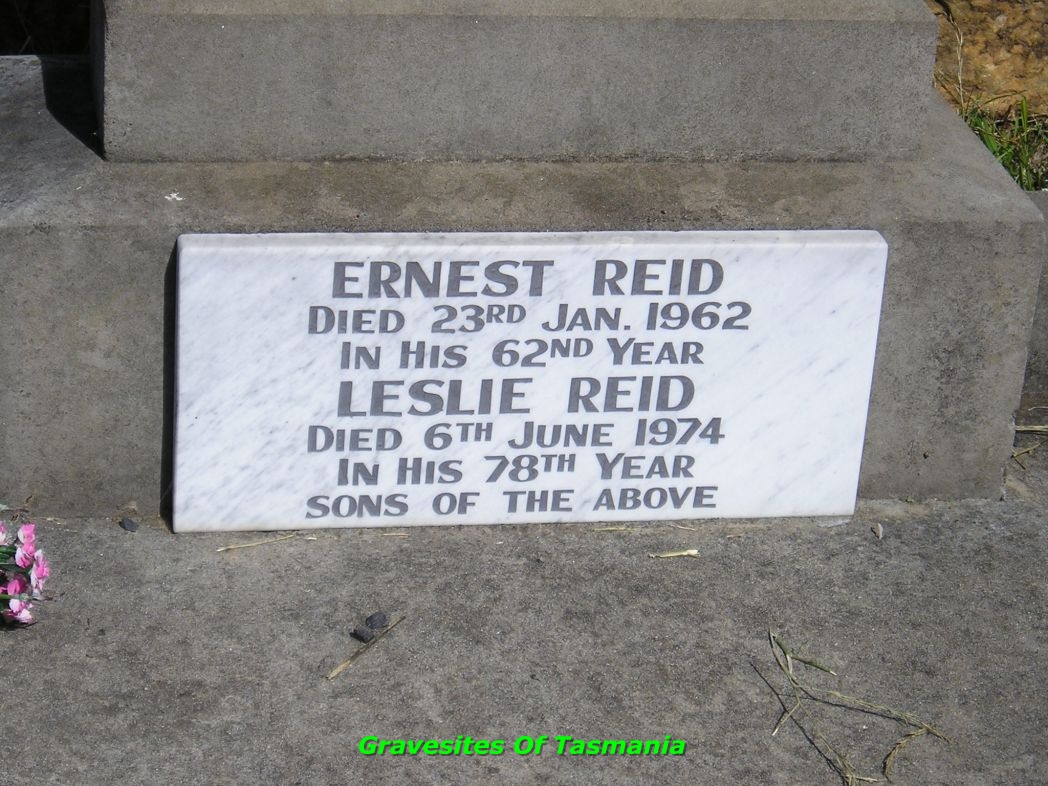 ERNEST REID
DIED 23RD JAN. 1962
IN HIS 62ND YEAR
LESLIE REID
DIED 6TH JUNE 1974
IN HIS 78TH YEAR
SONS OF THE ABOVE
Gravesites Of Tasmania